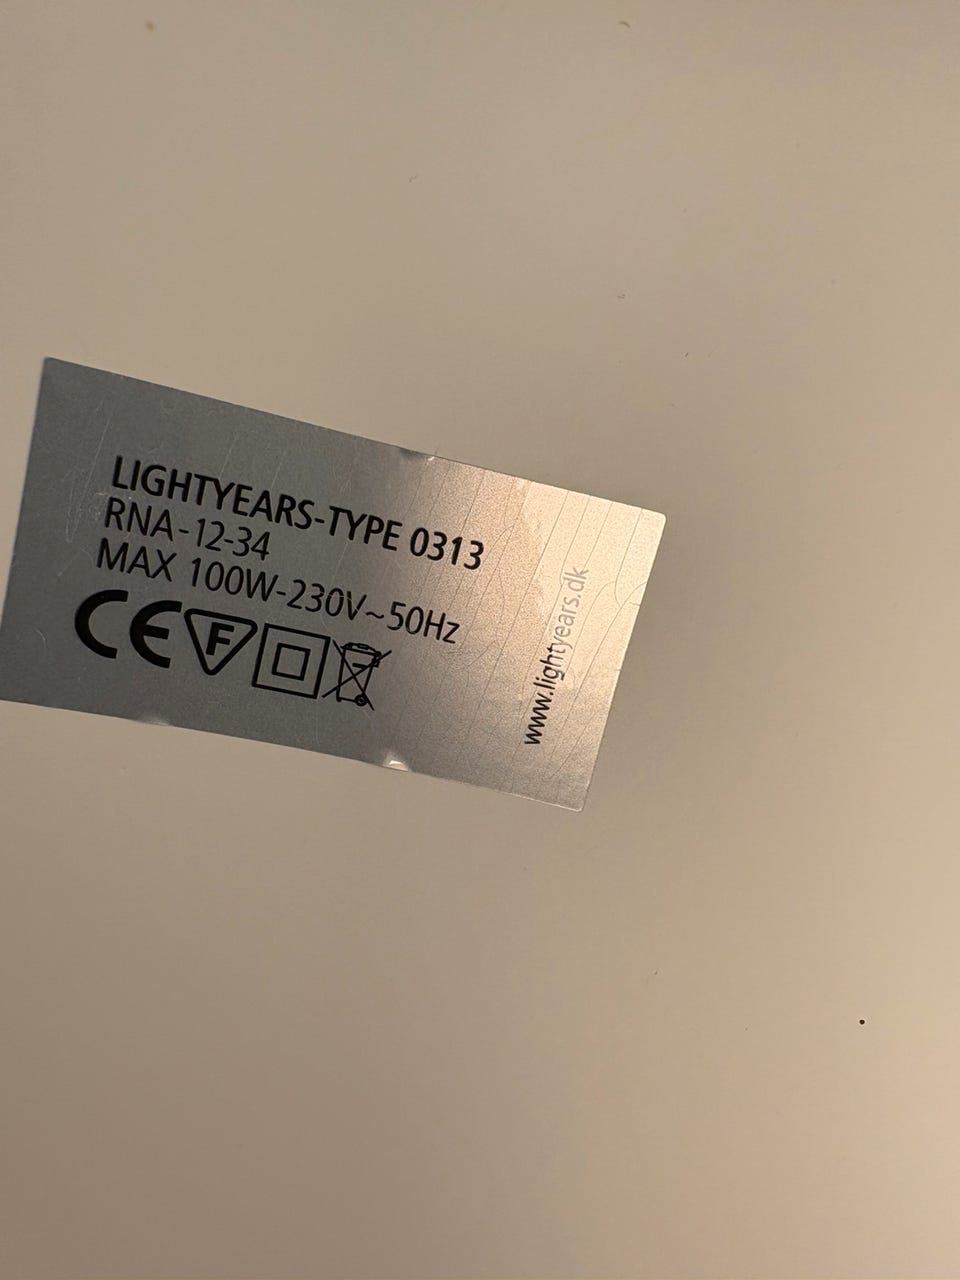 LIGHTYEARS-TYPE 0313
RNA-12-34
MAX 100W-230V~50Hz
CE F
www.lightyears.dk